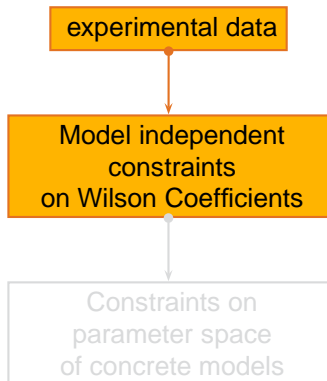 experimental data
Model independent
constraints
on Wilson Coefficients
Constraints on
parameter space
of concrete models